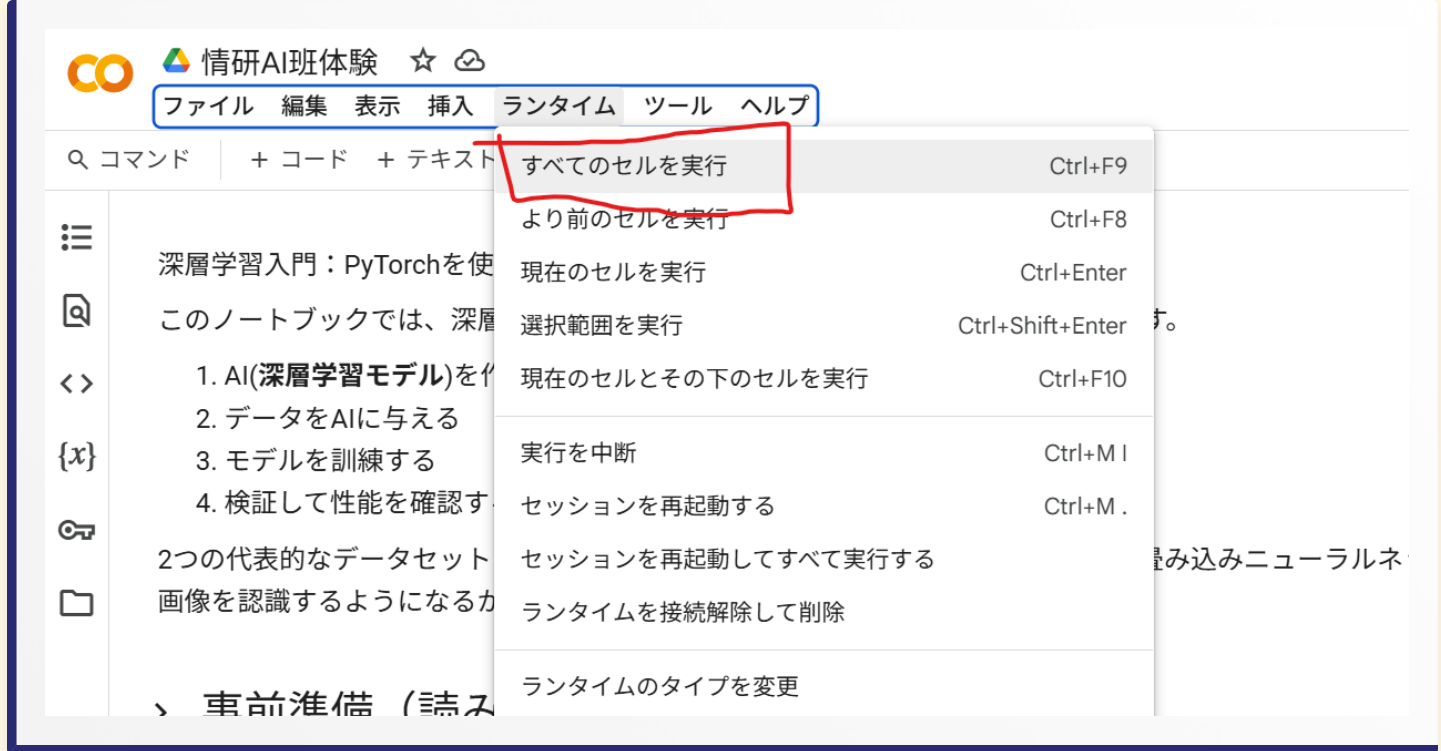 情研AI班体験
ファイル 編集 表示 挿入 ランタイム ツール ヘルプ
コマンド + コード + テキスト
すべてのセルを実行 Ctrl+F9
より前のセルを実行 Ctrl+F8
現在のセルを実行 Ctrl+Enter
選択範囲を実行 Ctrl+Shift+Enter
現在のセルとその下のセルを実行 Ctrl+F10
実行を中断 Ctrl+M I
セッションを再起動する Ctrl+M .
セッションを再起動してすべて実行する
ランタイムを接続解除して削除
ランタイムのタイプを変更
深層学習入門：PyTorchを使
このノートブックでは、深層 す。
1. AI(深層学習モデル)を作
2. データをAIに与える
3. モデルを訓練する
4. 検証して性能を確認す
2つの代表的なデータセット 畳み込みニューラルネ
画像を認識するようになるか
事前準備（読み